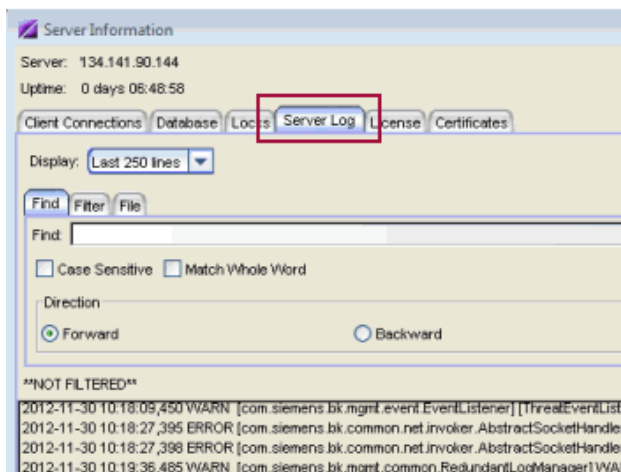 Server Information
Server: 134.141.90.144
Uptime: 0 days 06:48:58
Client Connections Database Locks Server Log License Certificates
Display: Last 250 lines
Find Filter File
Find:
Case Sensitive Match Whole Word
Direction
Forward Backward
**NOT FILTERED**
2012-11-30 10:18:09,450 WARN [com.siemens.bk.mgmt.event.EventListener] [ThreatEventList
2012-11-30 10:18:27,395 ERROR [com.siemens.bk.common.net.invoker.AbstractSocketHandle
2012-11-30 10:18:27,398 ERROR [com.siemens.bk.common.net.invoker.AbstractSocketHandle
2012-11-30 10:19:36,485 WARN [com.siemens.bk.mgmt.common.RedundantLogManager] WA